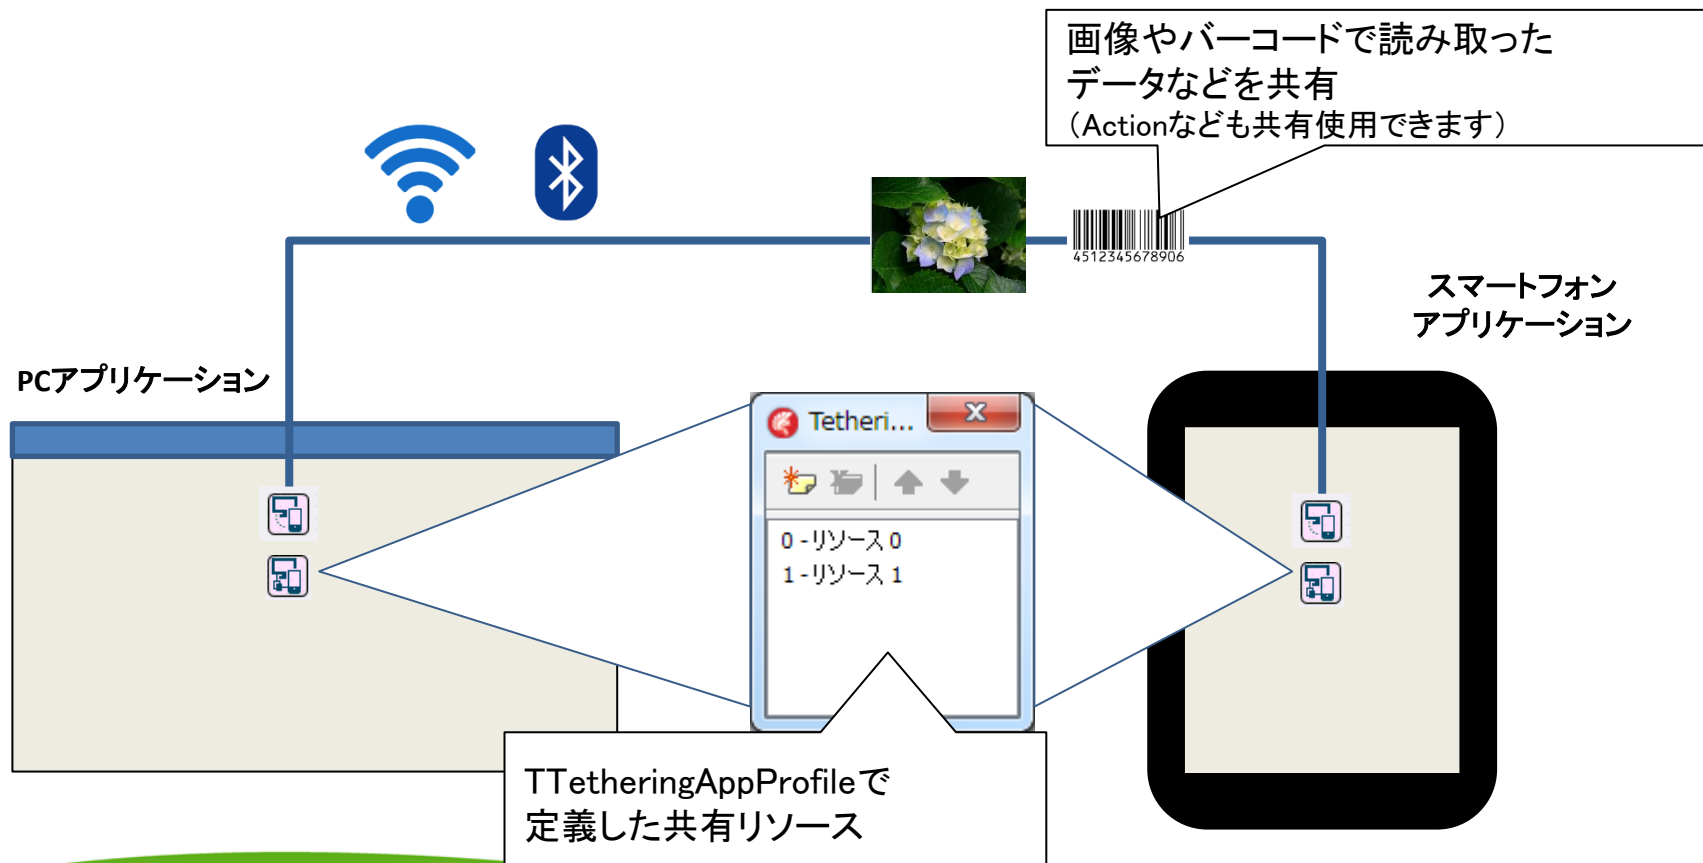 画像やバーコードで読み取った
データなどを共有
（Actionなども共有使用できます）
4512345678906
スマートフォン
アプリケーション
PCアプリケーション
Tetheri...
0 - リソース 0
1 - リソース 1
TTetheringAppProfileで
定義した共有リソース